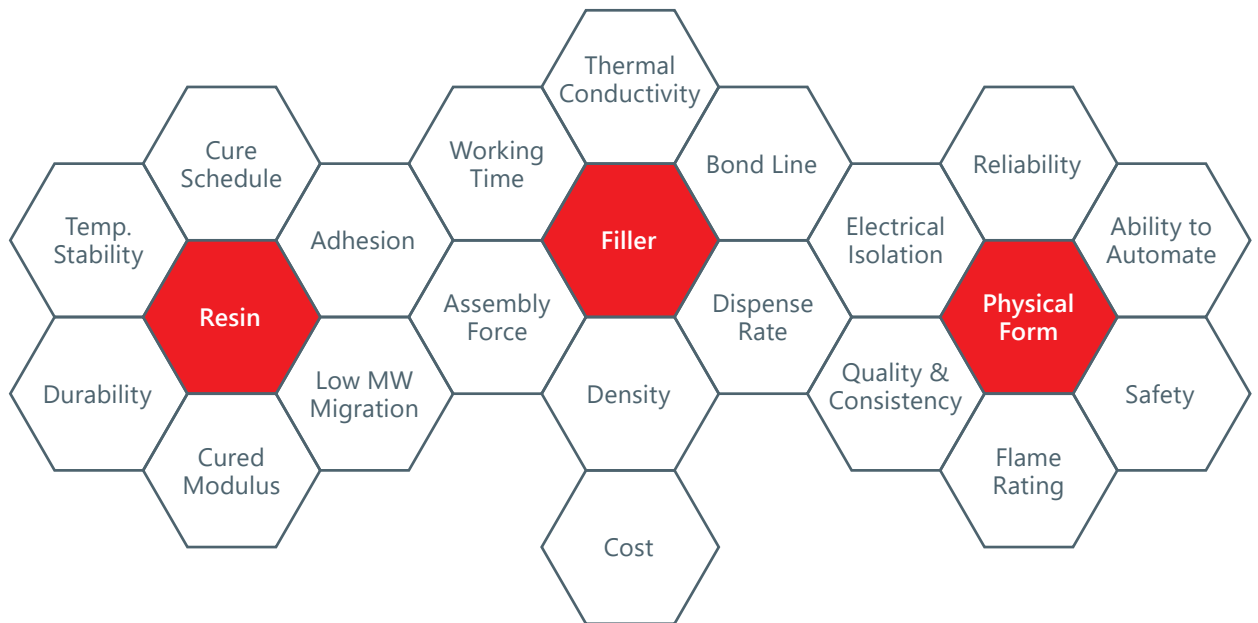 Thermal
Conductivity
Cure
Schedule
Working
Time
Bond Line
Reliability
Temp.
Stability
Adhesion
Filler
Electrical
Isolation
Ability to
Automate
Resin
Assembly
Force
Dispense
Rate
Physical
Form
Durability
Low MW
Migration
Density
Quality &
Consistency
Safety
Cured
Modulus
Flame
Rating
Cost